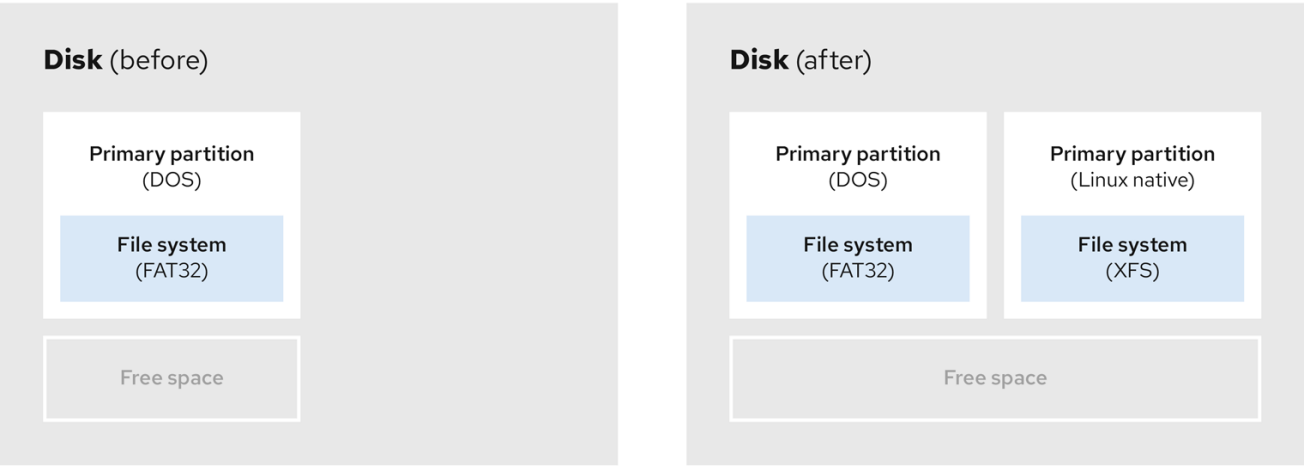 Disk (before)
Primary partition
(DOS)
File system
(FAT32)
Free space
Disk (after)
Primary partition
(DOS)
File system
(FAT32)
Primary partition
(Linux native)
File system
(XFS)
Free space